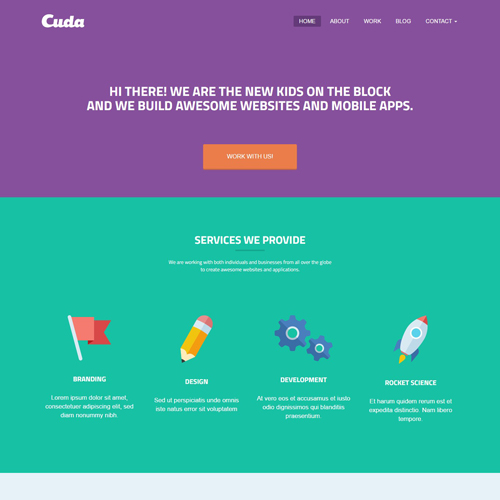 Cuda
HOME ABOUT WORK BLOG CONTACT
HI THERE! WE ARE THE NEW KIDS ON THE BLOCK
AND WE BUILD AWESOME WEBSITES AND MOBILE APPS.
WORK WITH US!
SERVICES WE PROVIDE
We are working with both individuals and businesses from all over the globe
to create awesome websites and applications.
BRANDING
Lorem ipsum dolor sit amet,
consectetuer adipiscing elit, sed
diam nonummy nibh.
DESIGN
Sed ut perspiciatis unde omnis
iste natus error sit voluptatem.
DEVELOPMENT
At vero eos et accusamus et iusto
odio dignissimos qui blanditiis
praesentium.
ROCKET SCIENCE
Et harum quidem rerum est et
expedita distinctio. Nam libero
tempore.